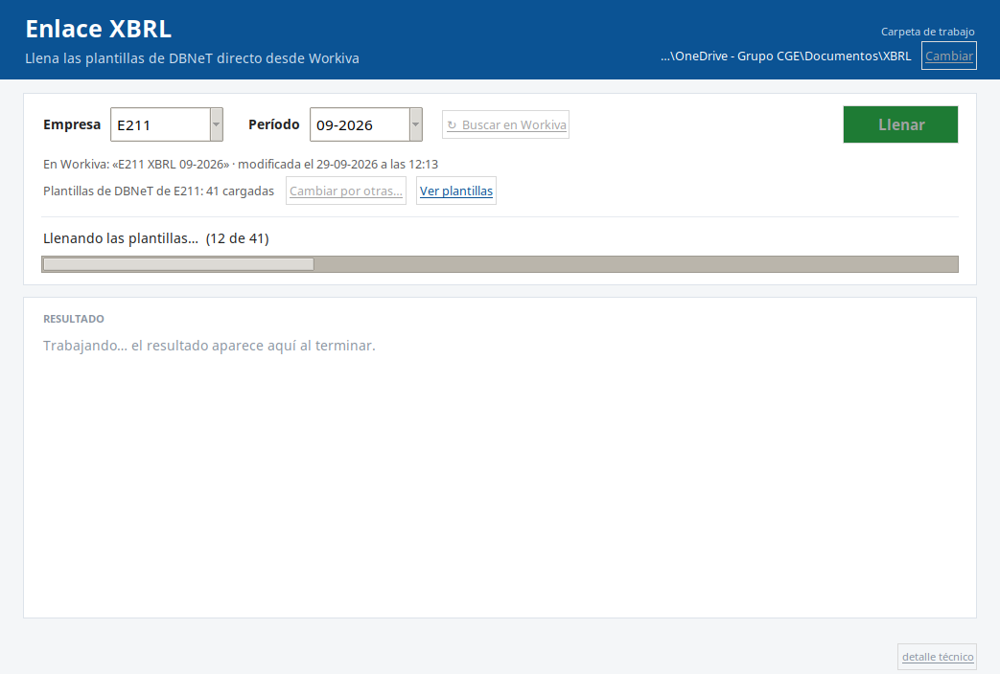 Enlace XBRL
Llena las plantillas de DBNeT directo desde Workiva
Carpeta de trabajo
...\OneDrive - Grupo CGE\Documentos\XBRL Cambiar
Empresa E211 Período 09-2026 ↻ Buscar en Workiva Llenar
En Workiva: «E211 XBRL 09-2026» · modificada el 29-09-2026 a las 12:13
Plantillas de DBNeT de E211: 41 cargadas Cambiar por otras... Ver plantillas
Llenando las plantillas... (12 de 41)
RESULTADO
Trabajando... el resultado aparece aquí al terminar.
detalle técnico